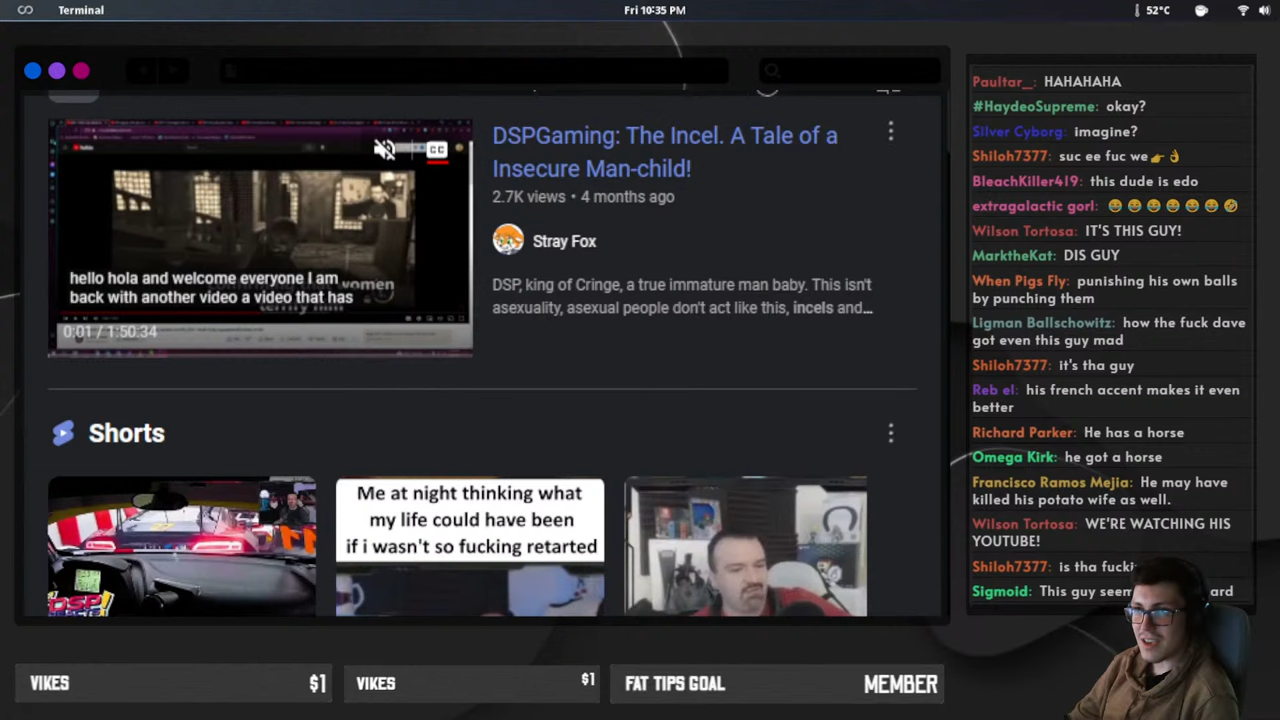 Terminal
Fri 10:35 PM
52°C
DSPGaming: The Incel. A Tale of a
Insecure Man-child!
2.7K views • 4 months ago
Stray Fox
DSP, king of Cringe, a true immature man baby. This isn't
asexuality, asexual people don't act like this, incels and...
CC
hello hola and welcome everyone I am
back with another video a video that has
women
0:01 / 1:50:34
Shorts
Me at night thinking what
my life could have been
if i wasn't so fucking retarted
DSP!
Paultar_: HAHAHAHA
#HaydeoSupreme: okay?
Silver Cyborg: imagine?
Shiloh7377: suc ee fuc we👉👌
BleachKiller419: this dude is edo
extragalactic gorl: 😂😂😂😂😂😂🤣
Wilson Tortosa: IT'S THIS GUY!
MarktheKat: DIS GUY
When Pigs Fly: punishing his own balls
by punching them
Ligman Ballschowitz: how the fuck dave
got even this guy mad
Shiloh7377: it's tha guy
Reb el: his french accent makes it even
better
Richard Parker: He has a horse
Omega Kirk: he got a horse
Francisco Ramos Mejia: He may have
killed his potato wife as well.
Wilson Tortosa: WE'RE WATCHING HIS
YOUTUBE!
Shiloh7377: is tha
Sigmoid: This guy
VIKES $1
VIKES $1
FAT TIPS GOAL MEMBER